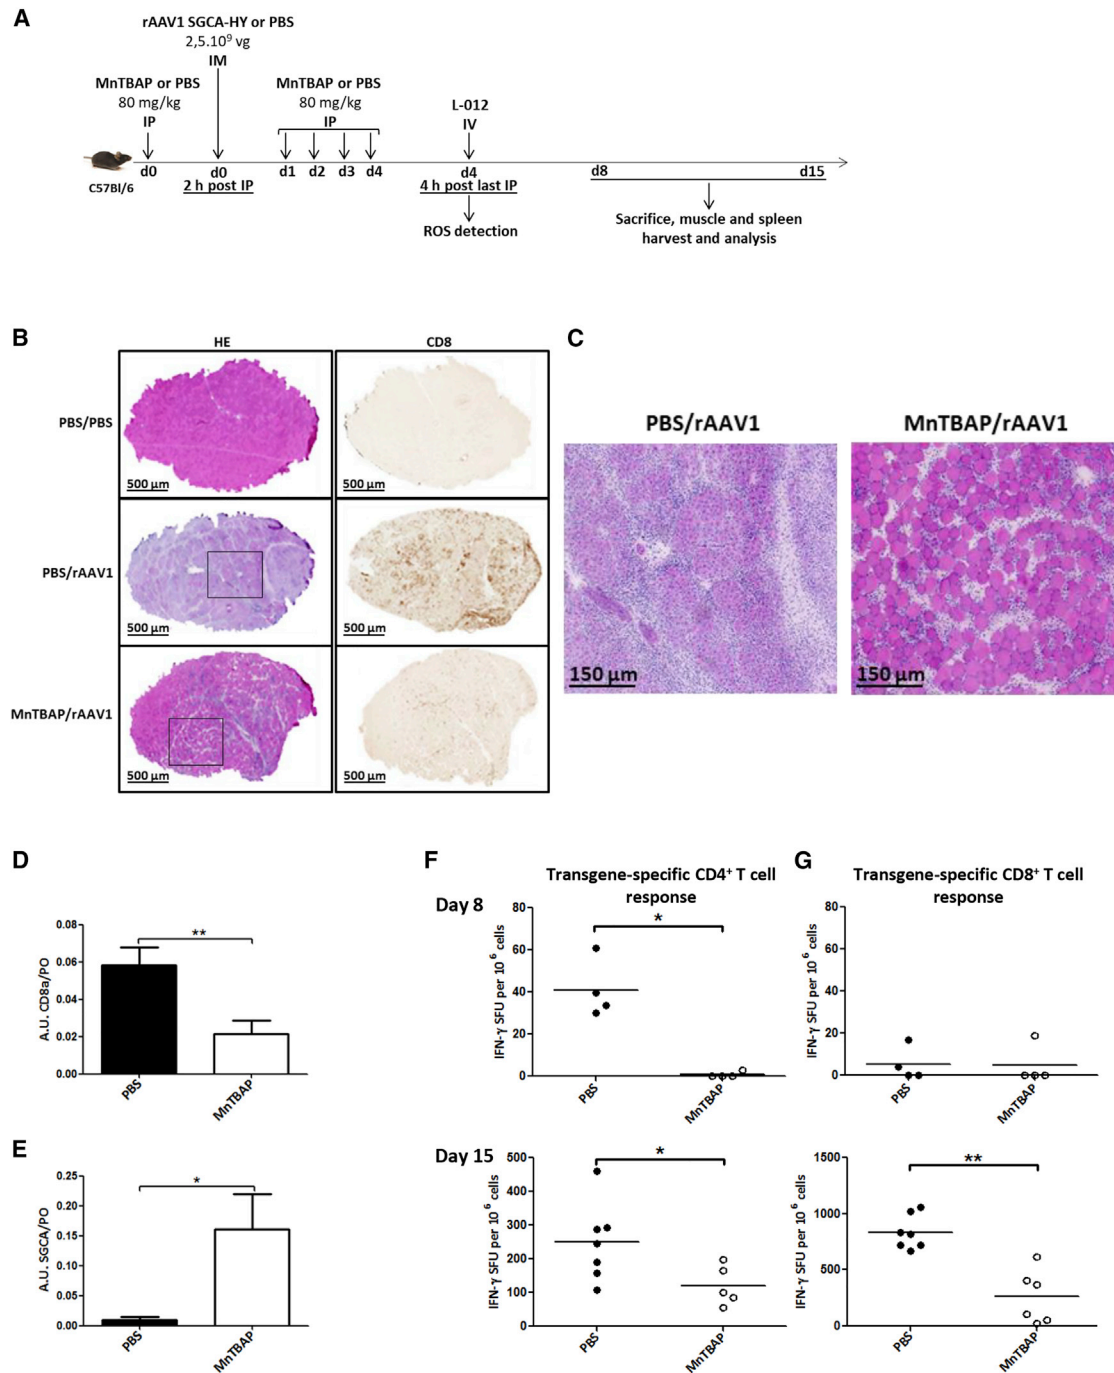 A
rAAV1 SGCA-HY or PBS
2,5.10⁹ vg
IM
MnTBAP or PBS
80 mg/kg
IP
MnTBAP or PBS
80 mg/kg
IP
L-012
IV
C57Bl/6
d0
d0
2 h post IP
d1 d2 d3 d4
d4
4 h post last IP
ROS detection
d8
d15
Sacrifice, muscle and spleen
harvest and analysis
B
HE
CD8
PBS/PBS
500 µm
500 µm
PBS/rAAV1
500 µm
500 µm
MnTBAP/rAAV1
500 µm
500 µm
C
PBS/rAAV1
MnTBAP/rAAV1
150 µm
150 µm
D
A.U. CD8a/PO
0.08
0.06
0.04
0.02
0.00
**
PBS
MnTBAP
E
A.U. SGCA/PO
0.25
0.20
0.15
0.10
0.05
0.00
*
PBS
MnTBAP
F
Transgene-specific CD4⁺ T cell
response
Day 8
IFN-γ SFU per 10⁶ cells
80
60
40
20
0
*
PBS
MnTBAP
Day 15
IFN-γ SFU per 10⁶ cells
500
400
300
200
100
0
*
PBS
MnTBAP
G
Transgene-specific CD8⁺ T cell
response
IFN-γ SFU per 10⁶ cells
80
60
40
20
0
PBS
MnTBAP
IFN-γ SFU per 10⁶ cells
1500
1000
500
0
**
PBS
MnTBAP